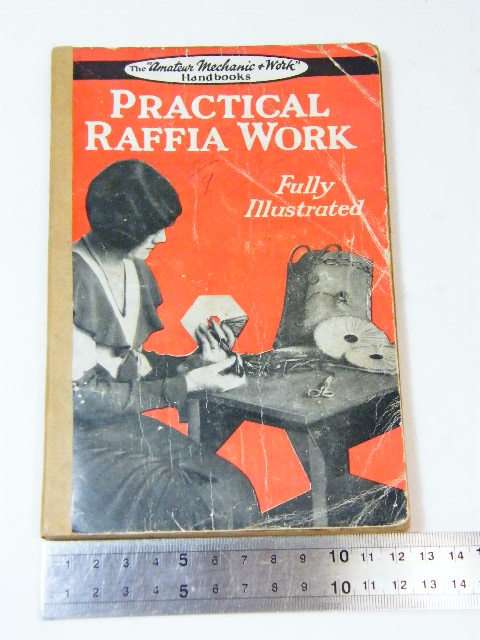 The "Amateur Mechanic & Work"
Handbooks
PRACTICAL
RAFFIA WORK
Fully
Illustrated
1 2 3 4 5 6 7 8 9 10 11 12 13 14
1 2 3 4 5 6 7 8 9 10 11 12 13 14